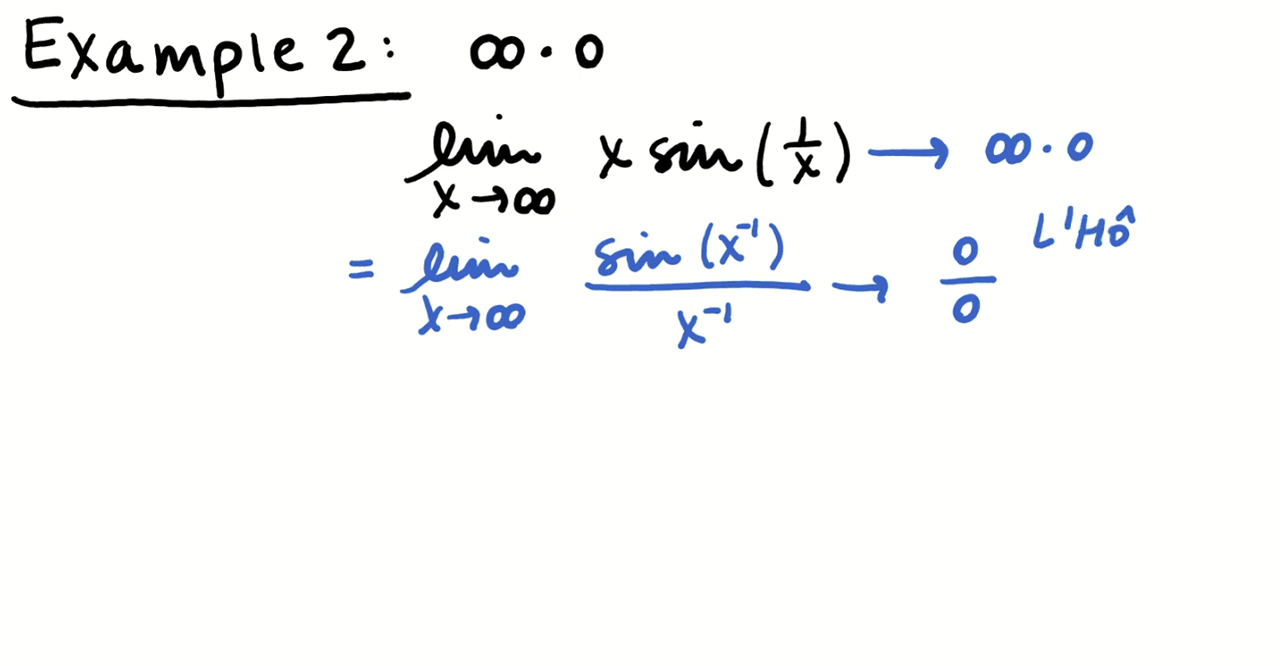 Example 2: ∞ · 0
lim x→∞ x sin(1/x) → ∞ · 0
= lim x→∞ sin(x⁻¹)/x⁻¹ → 0/0 L'Hô